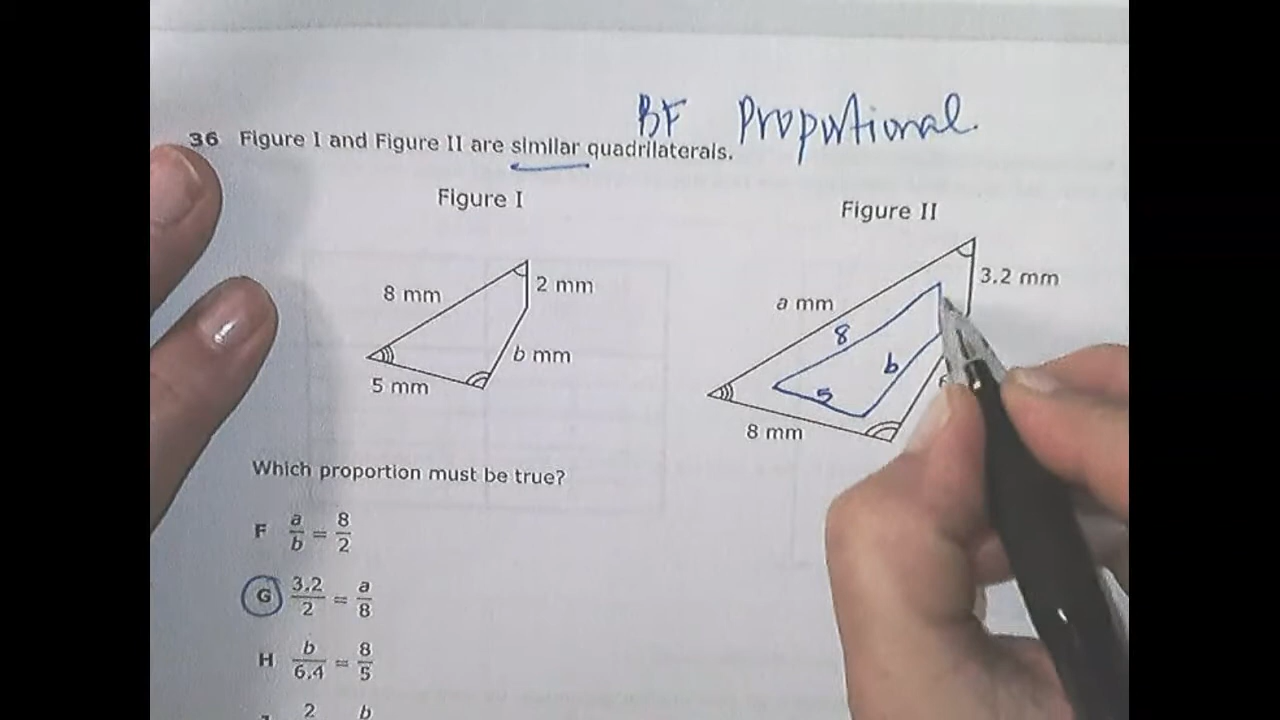 BF Proportional.
36 Figure I and Figure II are similar quadrilaterals.
Figure I
Figure II
8 mm
2 mm
b mm
5 mm
a mm
3.2 mm
8 mm
8
b
5
Which proportion must be true?
F a/b = 8/2
G 3.2/2 = a/8
H b/6.4 = 8/5
2 b